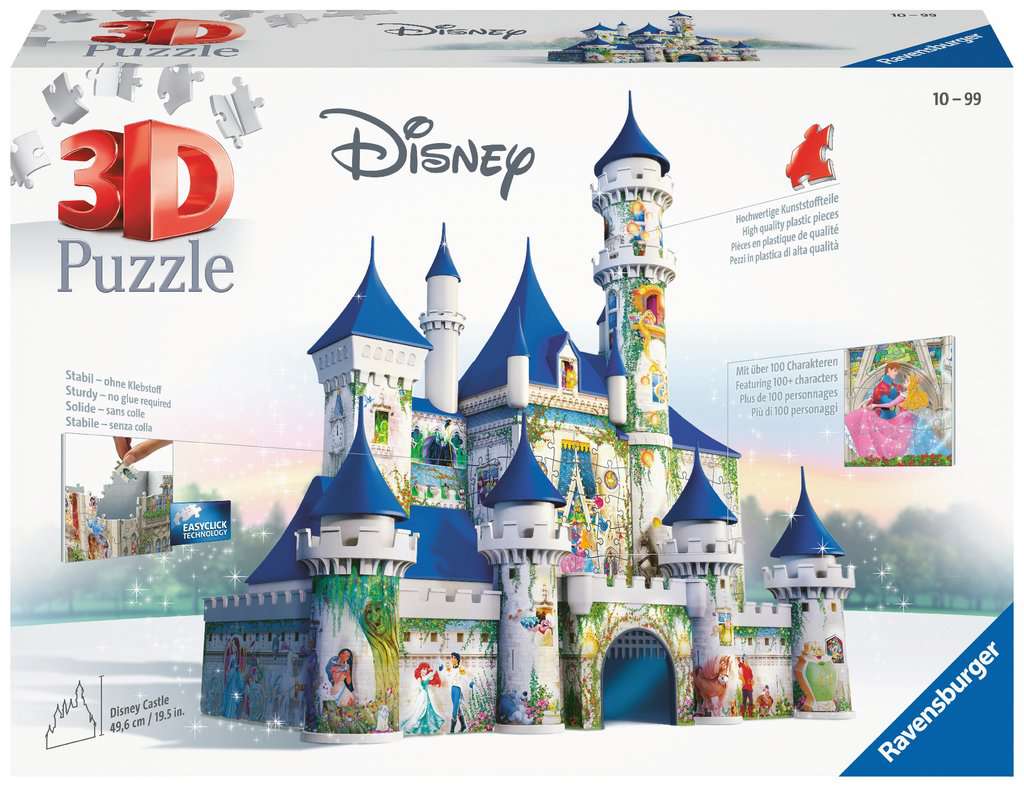 3D
Puzzle
Disney
10 – 99
Ravensburger
3D
Puzzle
Disney
10 – 99
Hochwertige Kunststoffteile
High quality plastic pieces
Pièces en plastique de qualité
Pezzi in plastica di alta qualità
Mit über 100 Charakteren
Featuring 100+ characters
Plus de 100 personnages
Più di 100 personaggi
Stabil – ohne Klebstoff
Sturdy – no glue required
Solide – sans colle
Stabile – senza colla
EASYCLICK
TECHNOLOGY
Disney Castle
49,6 cm / 19.5 in.
Ravensburger